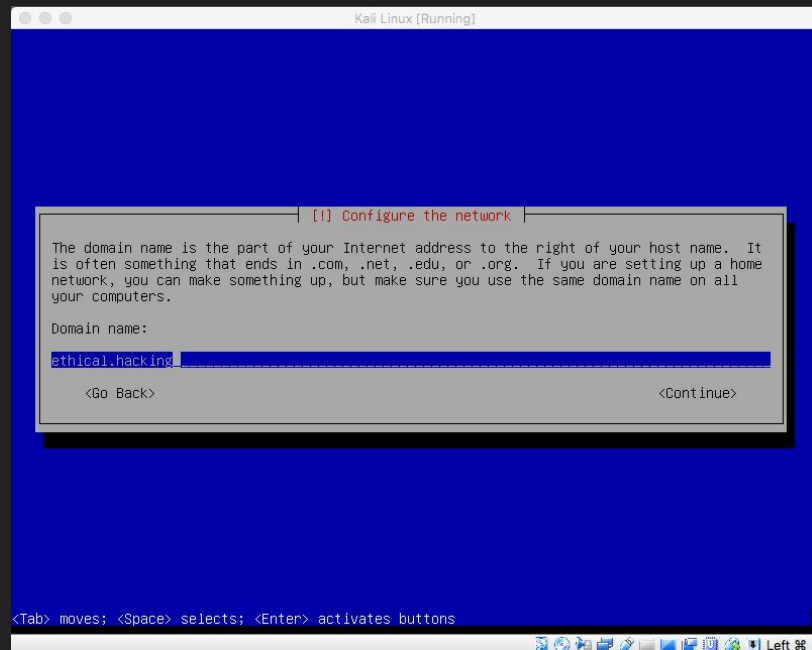 Kali Linux [Running]
[!] Configure the network
The domain name is the part of your Internet address to the right of your host name.  It
is often something that ends in .com, .net, .edu, or .org.  If you are setting up a home
network, you can make something up, but make sure you use the same domain name on all
your computers.
Domain name:
ethical.hacking
<Go Back> <Continue>
<Tab> moves; <Space> selects; <Enter> activates buttons
Left ⌘